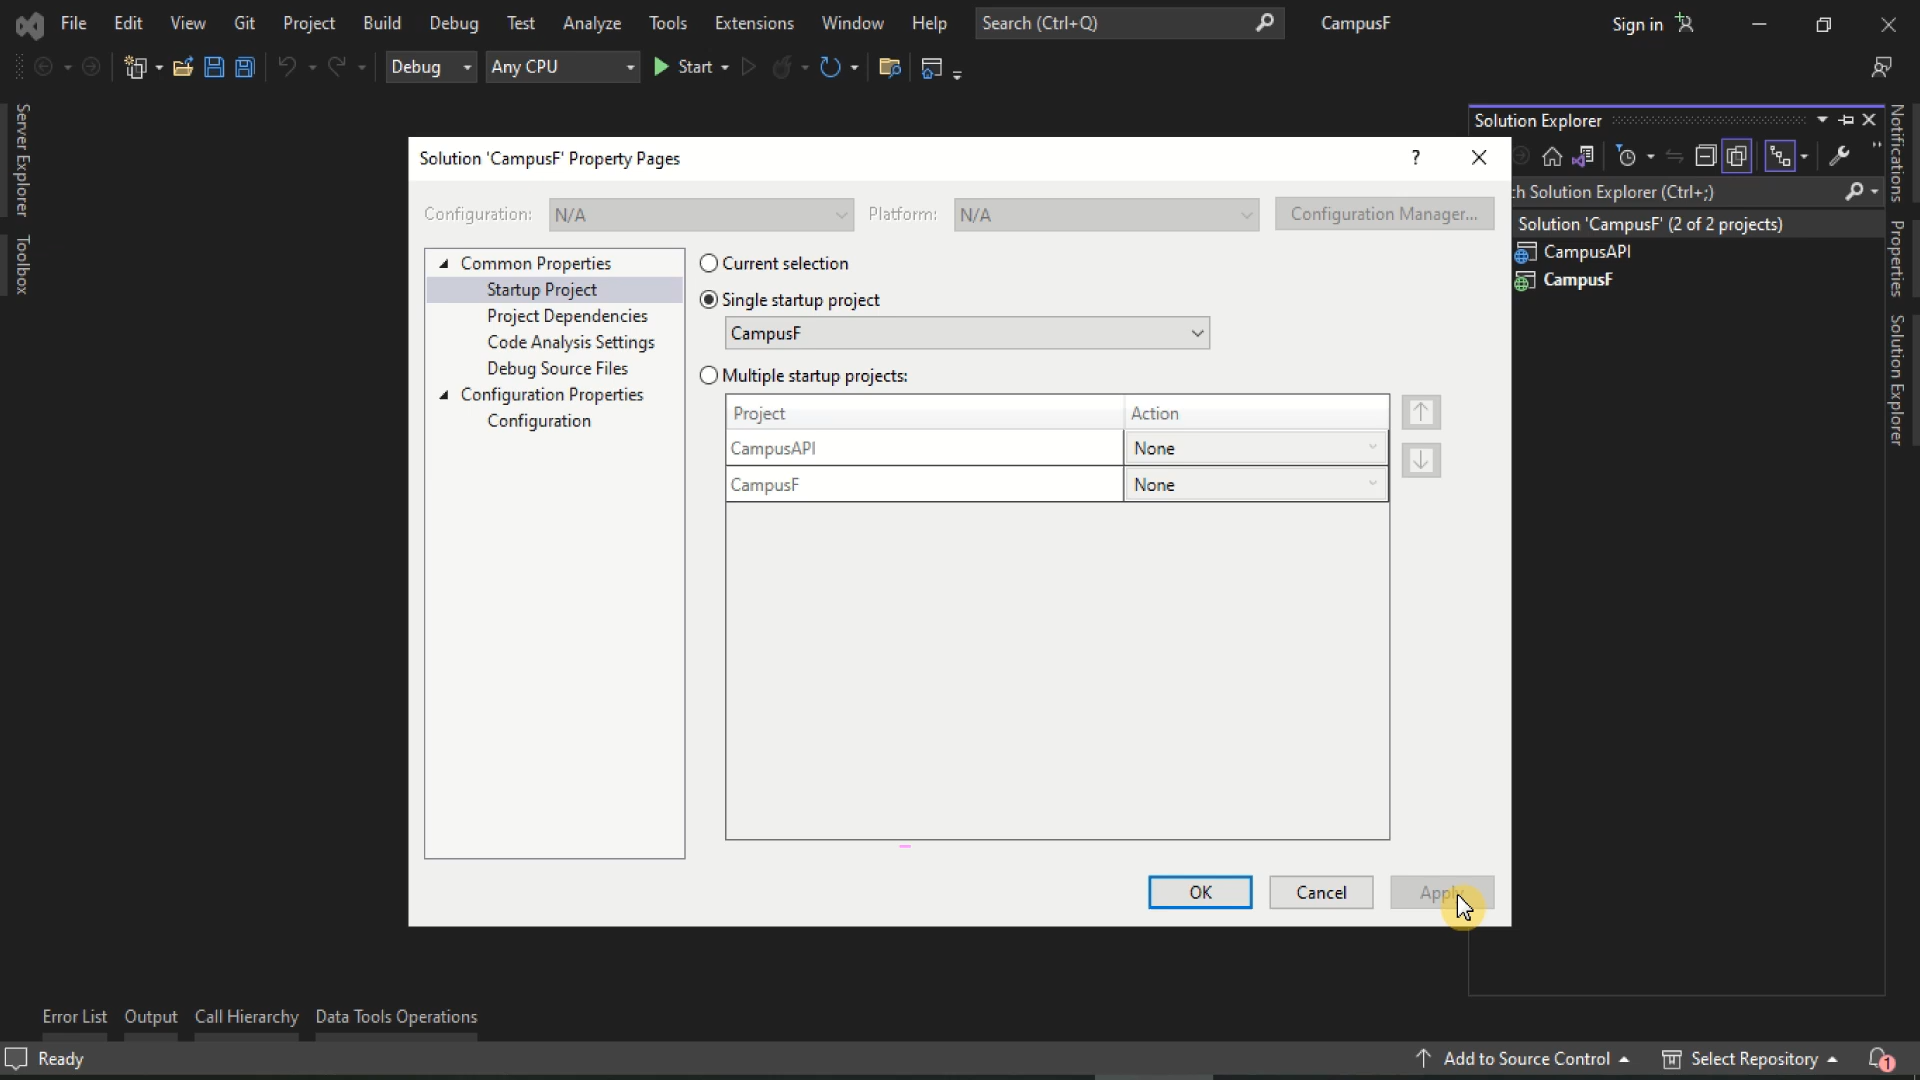 File Edit View Git Project Build Debug Test Analyze Tools Extensions Window Help Search (Ctrl+Q) CampusF Sign in
Debug Any CPU Start
Server Explorer
Toolbox
Solution Explorer
ch Solution Explorer (Ctrl+;)
Solution 'CampusF' (2 of 2 projects)
CampusAPI
CampusF
Notifications
Properties
Solution Explorer
Solution 'CampusF' Property Pages ?
Configuration: N/A Platform: N/A Configuration Manager...
Common Properties
Startup Project
Project Dependencies
Code Analysis Settings
Debug Source Files
Configuration Properties
Configuration
Current selection
Single startup project
CampusF
Multiple startup projects:
Project Action
CampusAPI None
CampusF None
OK Cancel Apply
Error List Output Call Hierarchy Data Tools Operations
Ready Add to Source Control Select Repository 1